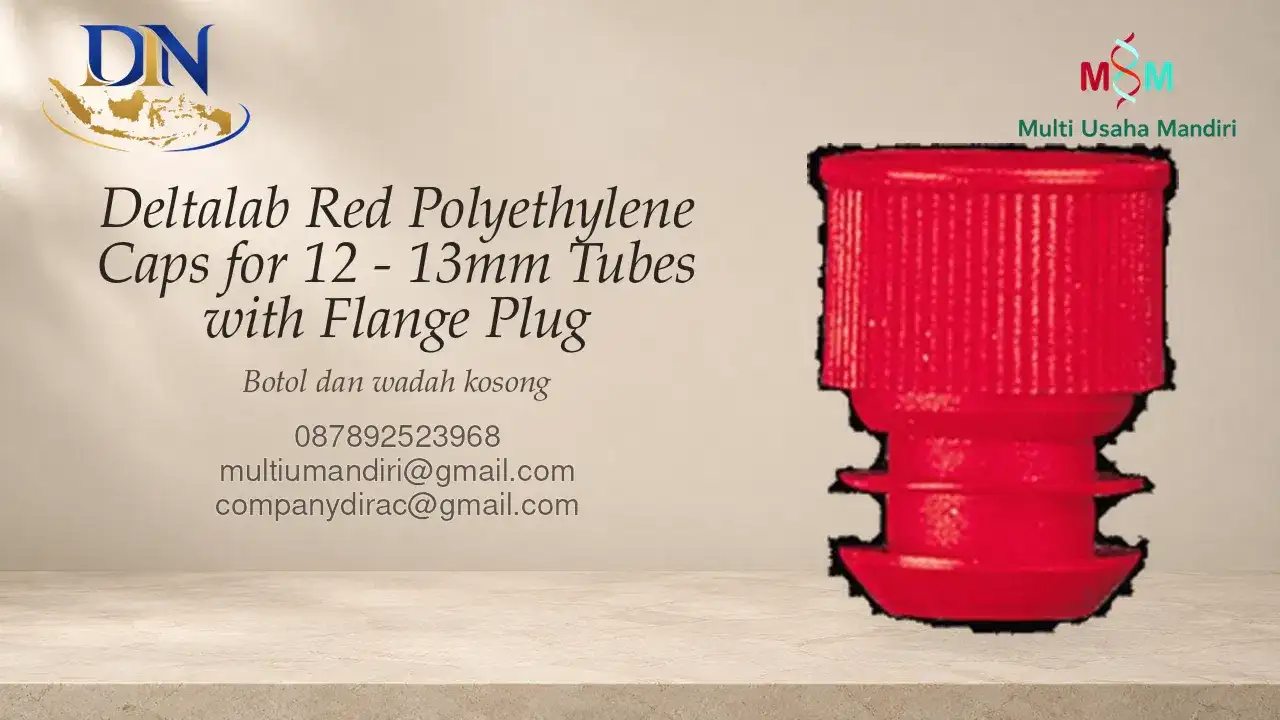 DIN
MSM
Multi Usaha Mandiri
Deltalab Red Polyethylene
Caps for 12 - 13mm Tubes
with Flange Plug
Botol dan wadah kosong
087892523968
multiumandiri@gmail.com
companydirac@gmail.com